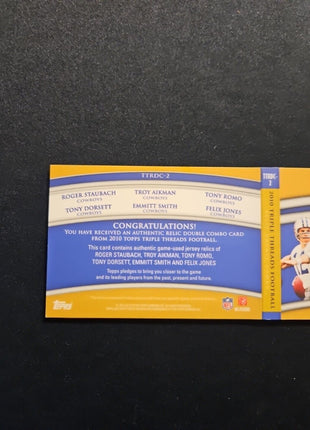 TTRDC-2
ROGER STAUBACH
COWBOYS
TROY AIKMAN
COWBOYS
TONY ROMO
COWBOYS
TONY DORSETT
COWBOYS
EMMITT SMITH
COWBOYS
FELIX JONES
COWBOYS
CONGRATULATIONS!
YOU HAVE RECEIVED AN AUTHENTIC RELIC DOUBLE COMBO CARD
FROM 2010 TOPPS TRIPLE THREADS FOOTBALL.
This card contains authentic game-used jersey relics of
ROGER STAUBACH, TROY AIKMAN, TONY ROMO,
TONY DORSETT, EMMITT SMITH AND FELIX JONES
Topps pledges to bring you closer to the game
and its leading players from the past, present and future.
Topps
NFL
TTRDC-
2
2010 TRIPLE THREADS FOOTBALL